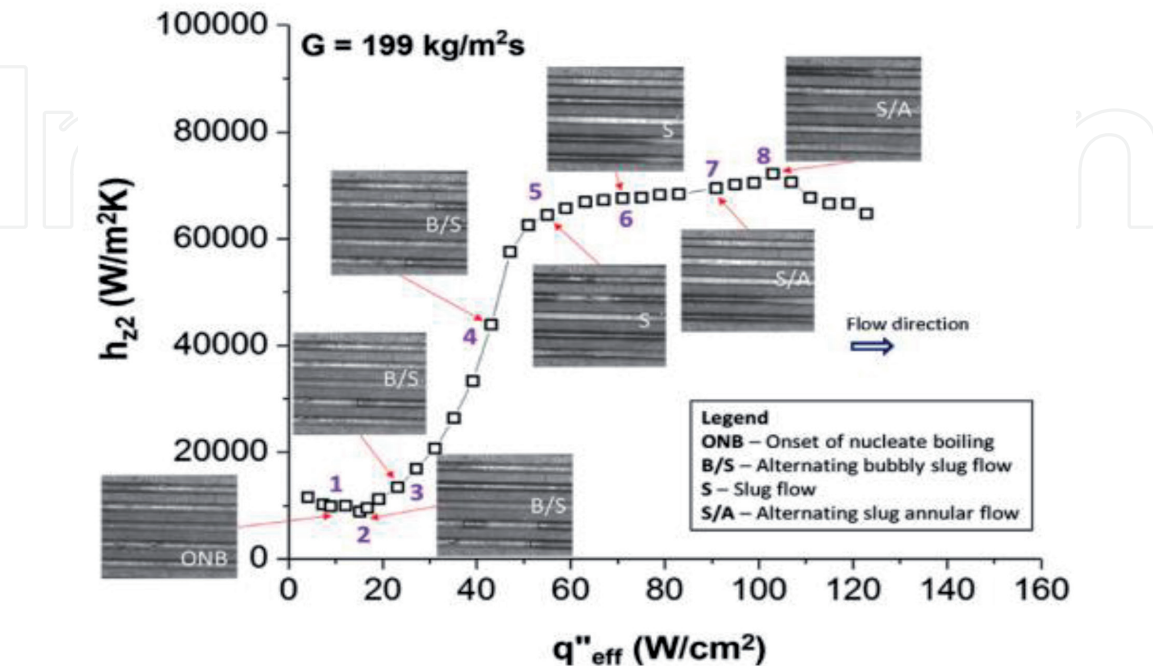 100000
G = 199 kg/m²s
80000
60000
40000
20000
0
h_z2 (W/m²K)
S
S/A
B/S
5
6
7
8
S
S/A
4
B/S
Flow direction
1
2
3
B/S
ONB
Legend
ONB – Onset of nucleate boiling
B/S – Alternating bubbly slug flow
S – Slug flow
S/A – Alternating slug annular flow
0 20 40 60 80 100 120 140 160
q"eff (W/cm²)